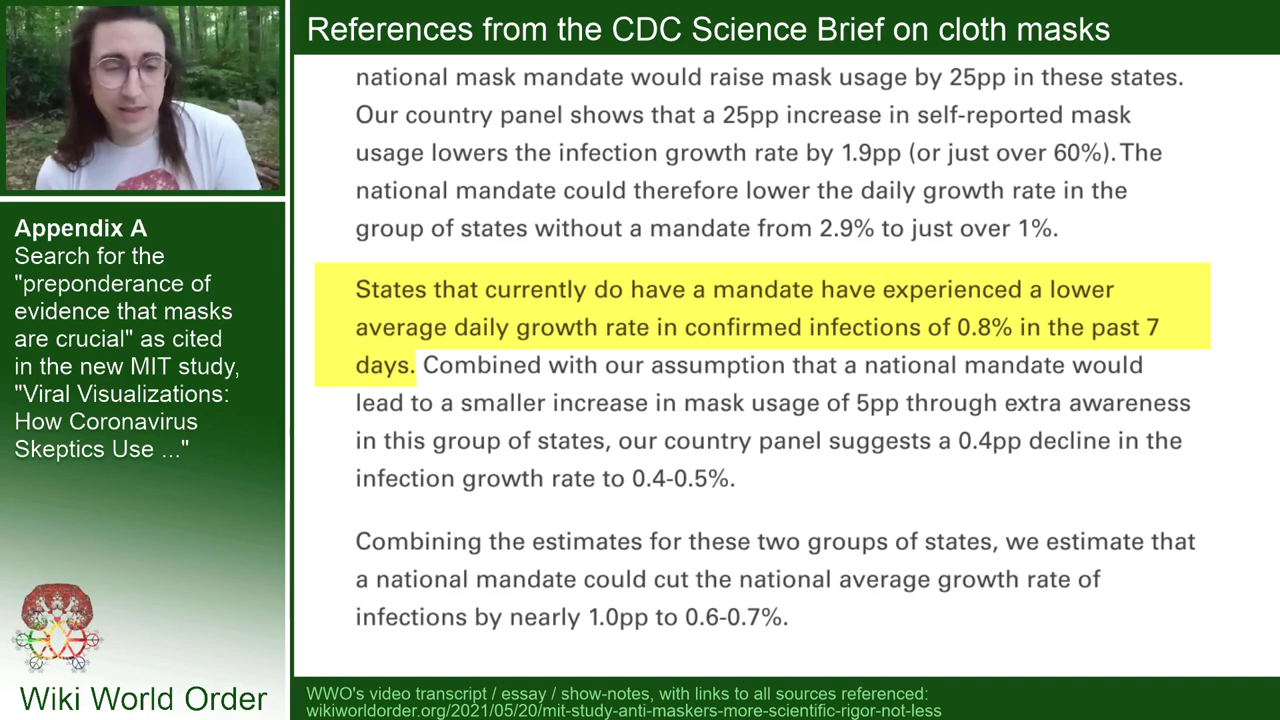 References from the CDC Science Brief on cloth masks
national mask mandate would raise mask usage by 25pp in these states.
Our country panel shows that a 25pp increase in self-reported mask
usage lowers the infection growth rate by 1.9pp (or just over 60%). The
national mandate could therefore lower the daily growth rate in the
group of states without a mandate from 2.9% to just over 1%.
States that currently do have a mandate have experienced a lower
average daily growth rate in confirmed infections of 0.8% in the past 7
days. Combined with our assumption that a national mandate would
lead to a smaller increase in mask usage of 5pp through extra awareness
in this group of states, our country panel suggests a 0.4pp decline in the
infection growth rate to 0.4-0.5%.
Combining the estimates for these two groups of states, we estimate that
a national mandate could cut the national average growth rate of
infections by nearly 1.0pp to 0.6-0.7%.
Appendix A
Search for the
"preponderance of
evidence that masks
are crucial" as cited
in the new MIT study,
"Viral Visualizations:
How Coronavirus
Skeptics Use ..."
Wiki World Order
WWO's video transcript / essay / show-notes, with links to all sources referenced:
wikiworldorder.org/2021/05/20/mit-study-anti-maskers-more-scientific-rigor-not-less